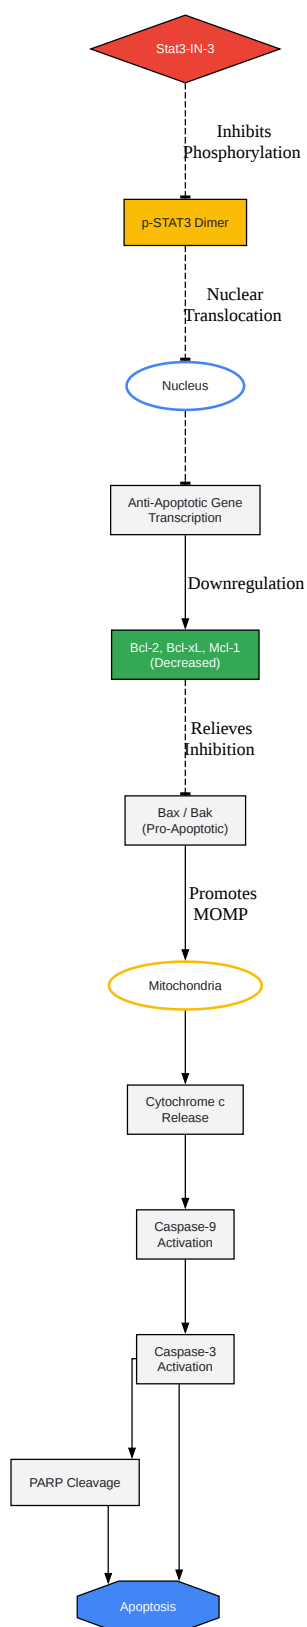 Stat3-IN-3
Inhibits
Phosphorylation
p-STAT3 Dimer
Nuclear
Translocation
Nucleus
Anti-Apoptotic Gene
Transcription
Downregulation
Bcl-2, Bcl-xL, Mcl-1
(Decreased)
Relieves
Inhibition
Bax / Bak
(Pro-Apoptotic)
Promotes
MOMP
Mitochondria
Cytochrome c
Release
Caspase-9
Activation
Caspase-3
Activation
PARP Cleavage
Apoptosis